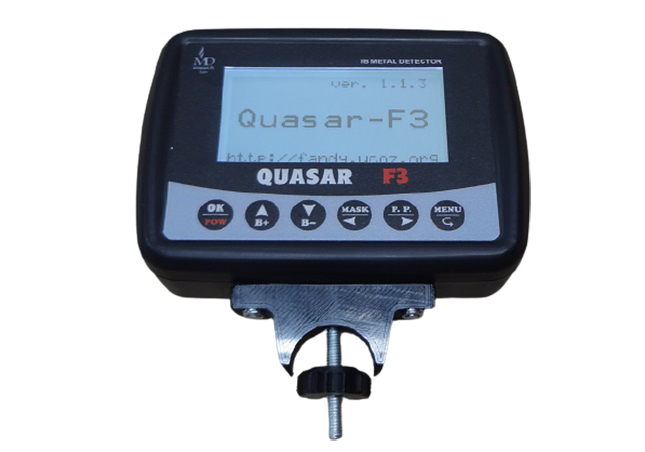 MD
IB METAL DETECTOR
ver. 1.1.3
Quasar-F3
http://fandy.ucoz.org
QUASAR F3
OK POW
B+
B-
MASK
P. P.
MENU